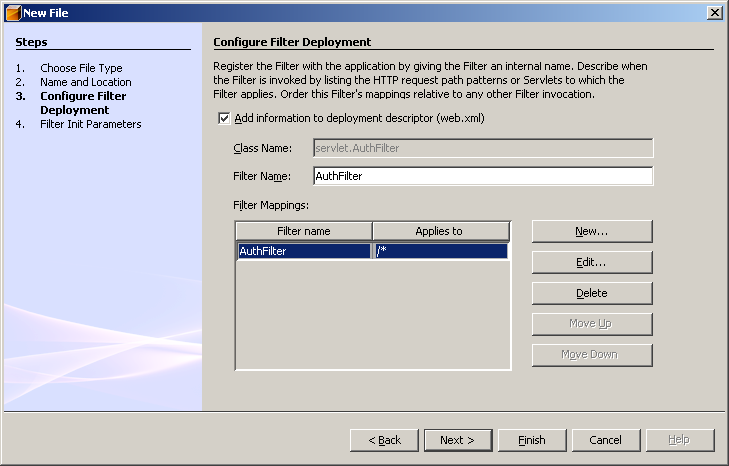 New File
Steps
1. Choose File Type
2. Name and Location
3. Configure Filter
Deployment
4. Filter Init Parameters
Configure Filter Deployment
Register the Filter with the application by giving the Filter an internal name. Describe when
the Filter is invoked by listing the HTTP request path patterns or Servlets to which the
Filter applies. Order this Filter's mappings relative to any other Filter invocation.
Add information to deployment descriptor (web.xml)
Class Name: servlet.AuthFilter
Filter Name: AuthFilter
Filter Mappings:
Filter name Applies to
AuthFilter /*
New...
Edit...
Delete
Move Up
Move Down
< Back Next > Finish Cancel Help